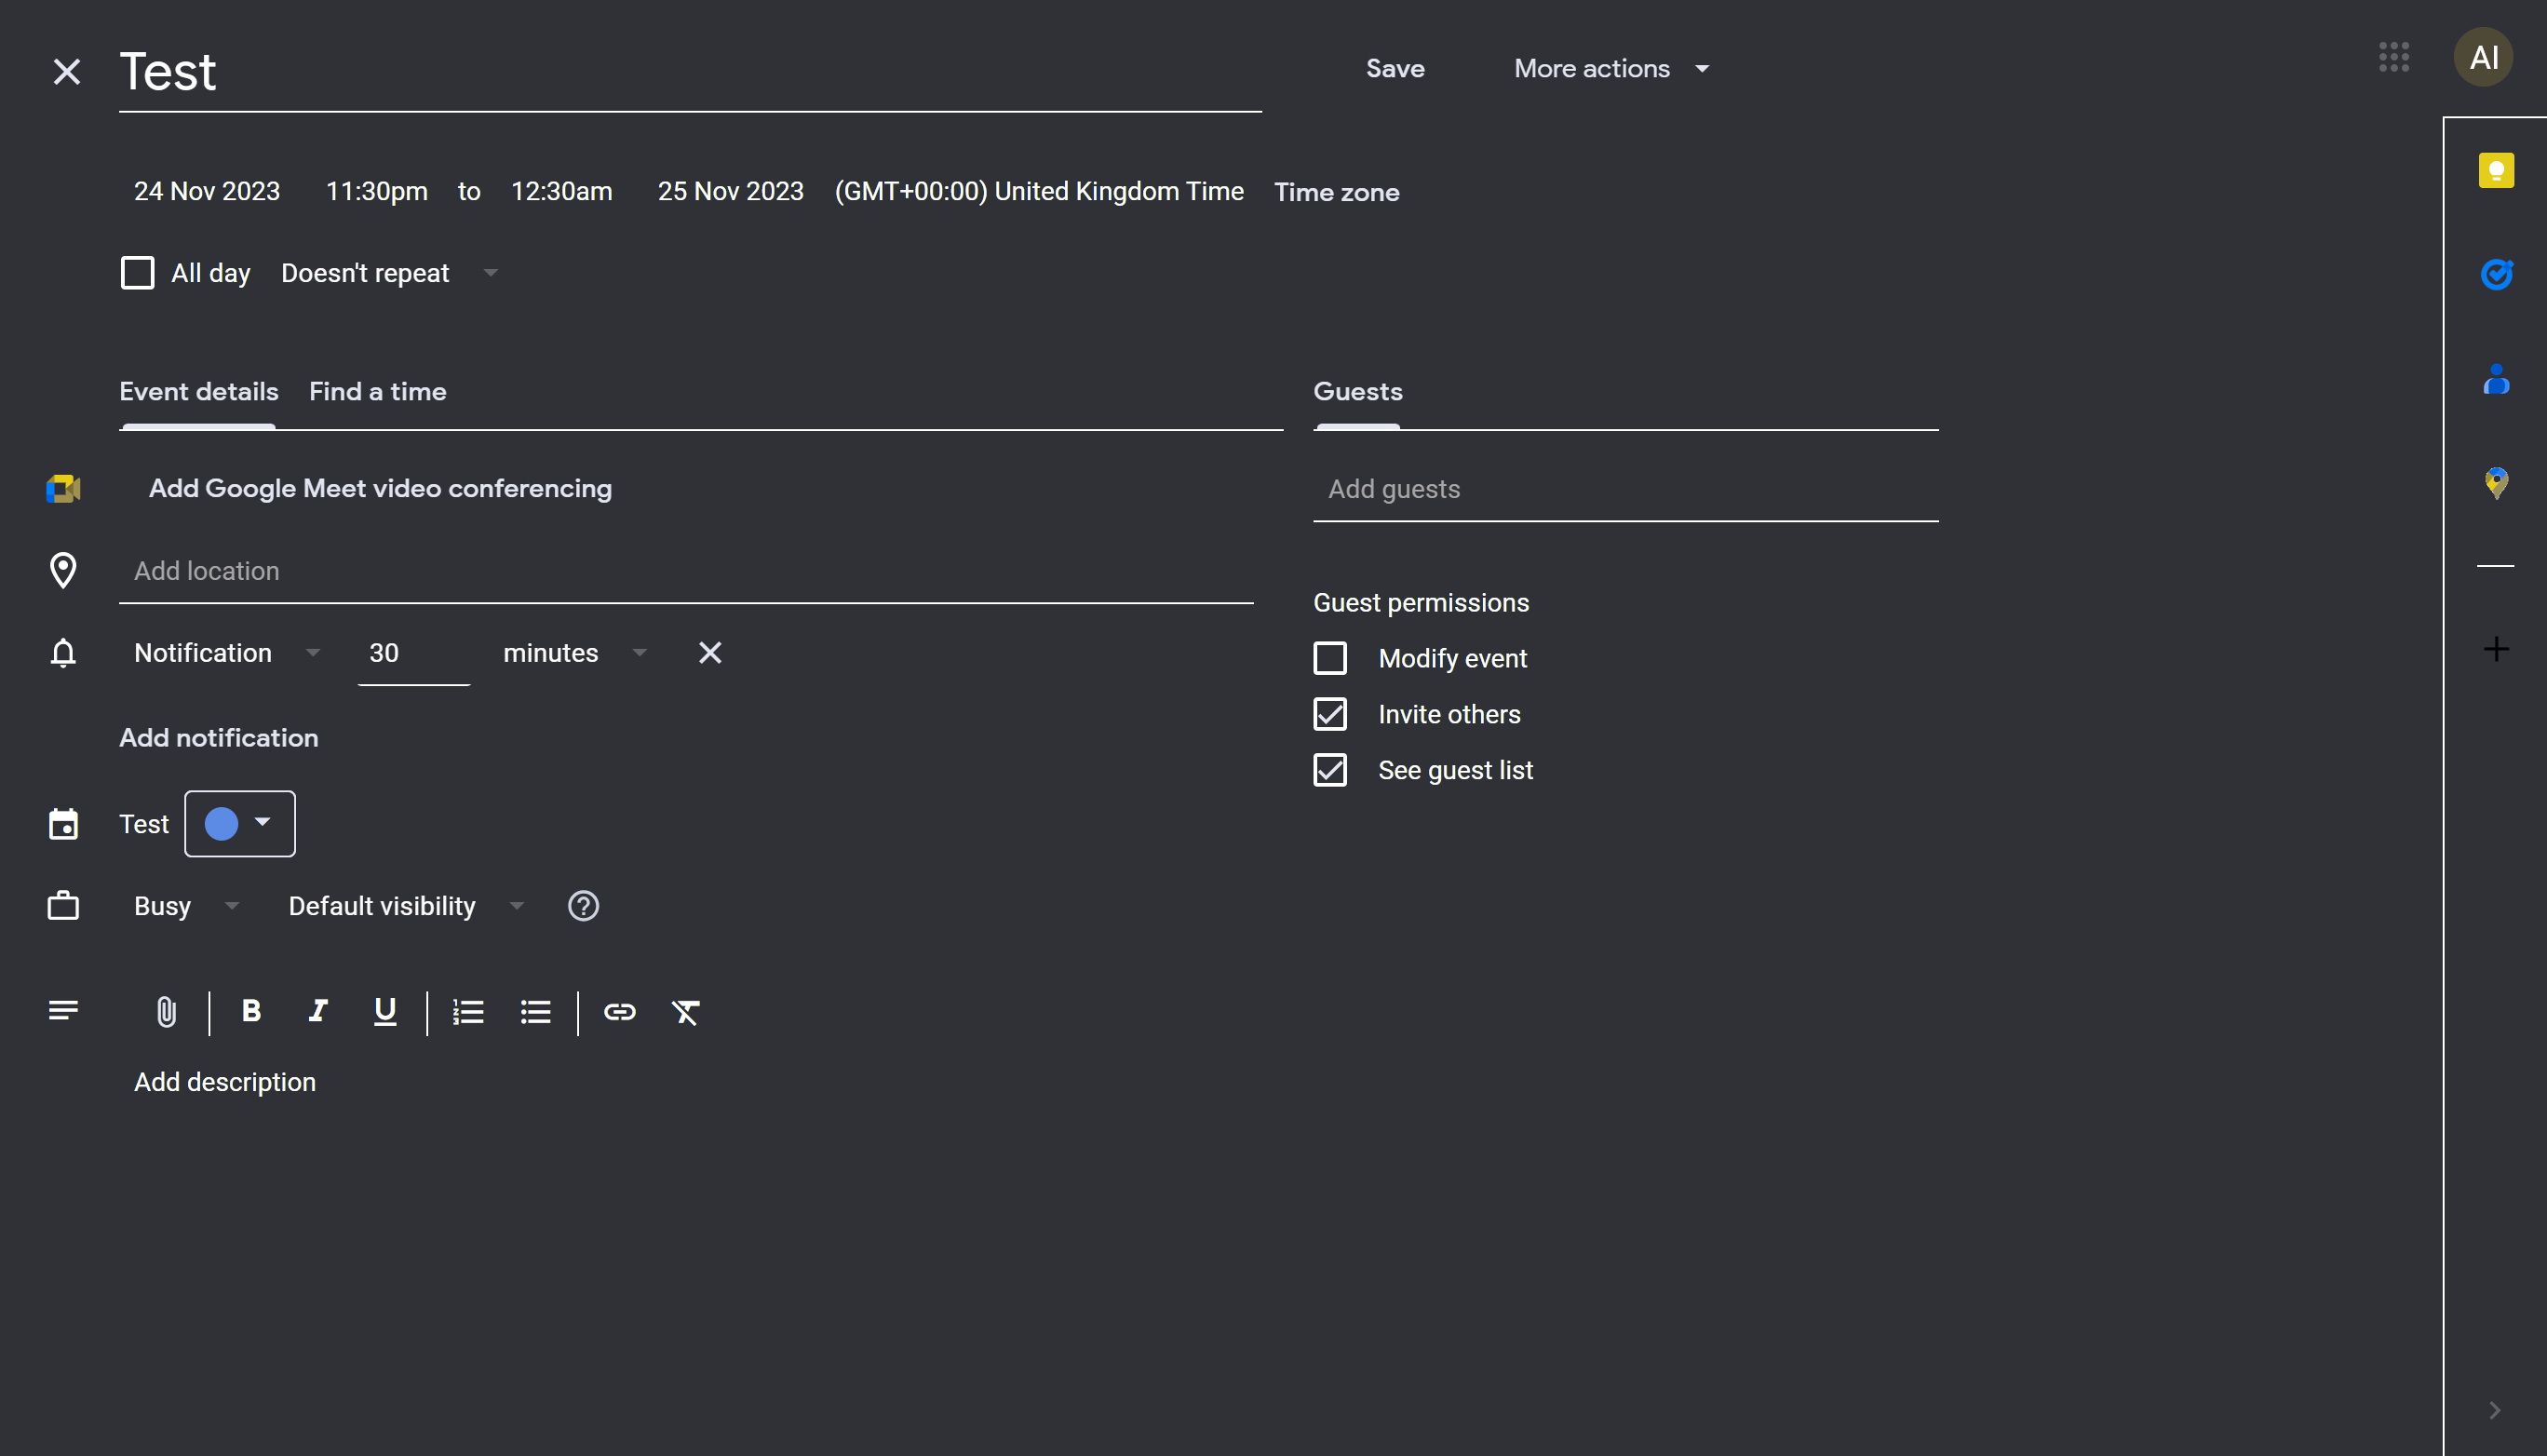 Test
Save
More actions
AI
24 Nov 2023 11:30pm to 12:30am 25 Nov 2023 (GMT+00:00) United Kingdom Time Time zone
All day Doesn't repeat
Event details Find a time
Guests
Add Google Meet video conferencing
Add guests
Add location
Guest permissions
Notification 30 minutes
Modify event
Invite others
Add notification
See guest list
Test
Busy Default visibility
B I U
Add description